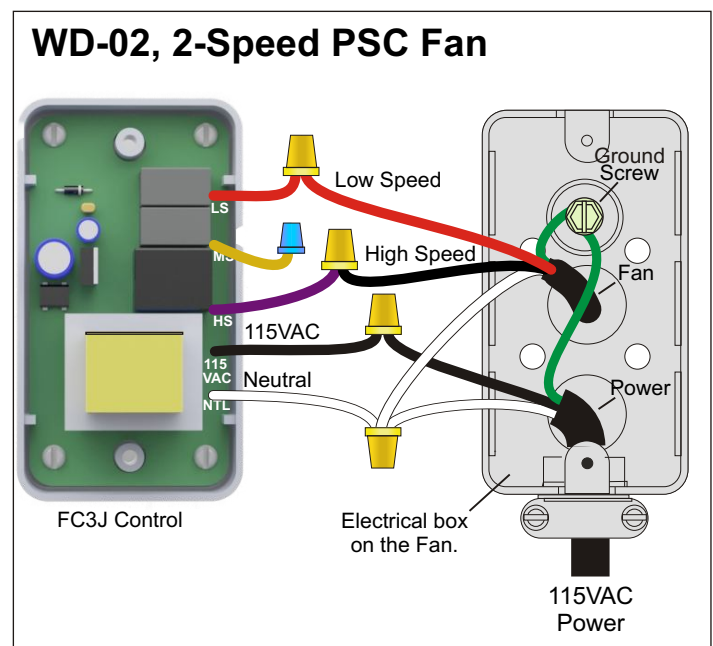 WD-02, 2-Speed PSC Fan
Low Speed
LS
MS
High Speed
HS
115VAC
115
VAC
Neutral
NTL
FC3J Control
Ground
Screw
Fan
Power
Electrical box
on the Fan.
115VAC
Power